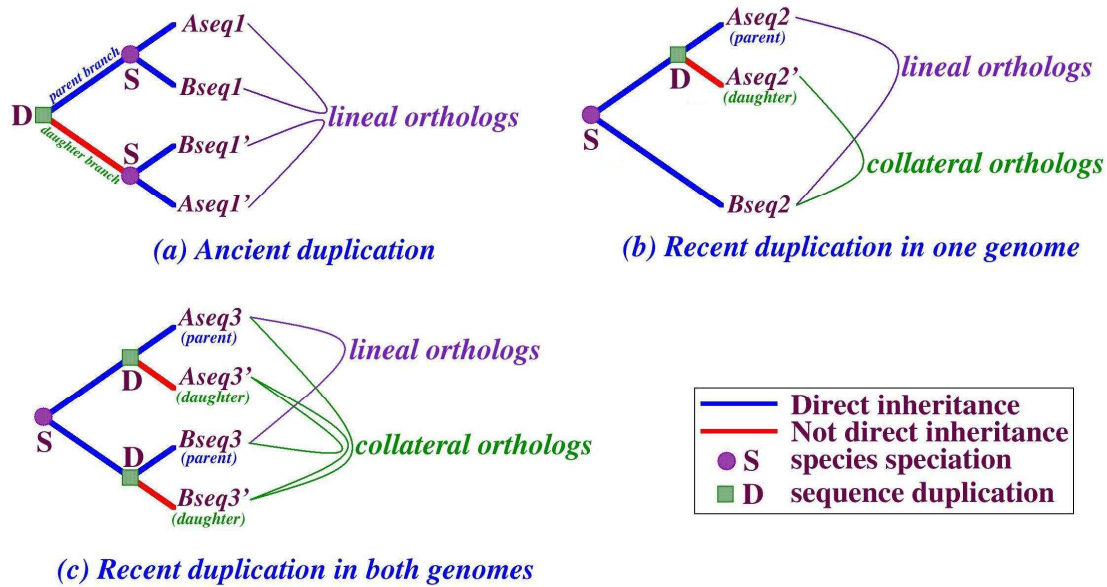 Aseq1
parent branch
S
Bseq1
D
lineal orthologs
daughter branch
S
Bseq1'
Aseq1'
(a) Ancient duplication
Aseq2
(parent)
D
Aseq2'
(daughter)
lineal orthologs
S
collateral orthologs
Bseq2
(b) Recent duplication in one genome
Aseq3
(parent)
D
Aseq3'
(daughter)
lineal orthologs
S
D
Bseq3
(parent)
collateral orthologs
Bseq3'
(daughter)
(c) Recent duplication in both genomes
Direct inheritance
Not direct inheritance
S species speciation
D sequence duplication